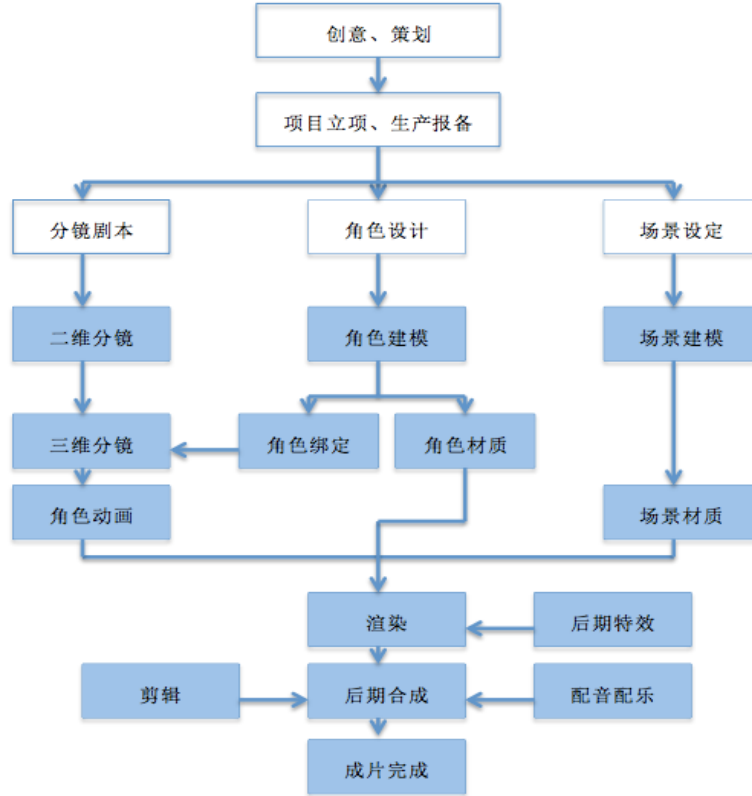 创意、策划
项目立项、生产报备
分镜剧本
角色设计
场景设定
二维分镜
角色建模
场景建模
三维分镜
角色绑定
角色材质
角色动画
场景材质
渲染
后期特效
剪辑
后期合成
配音配乐
成片完成